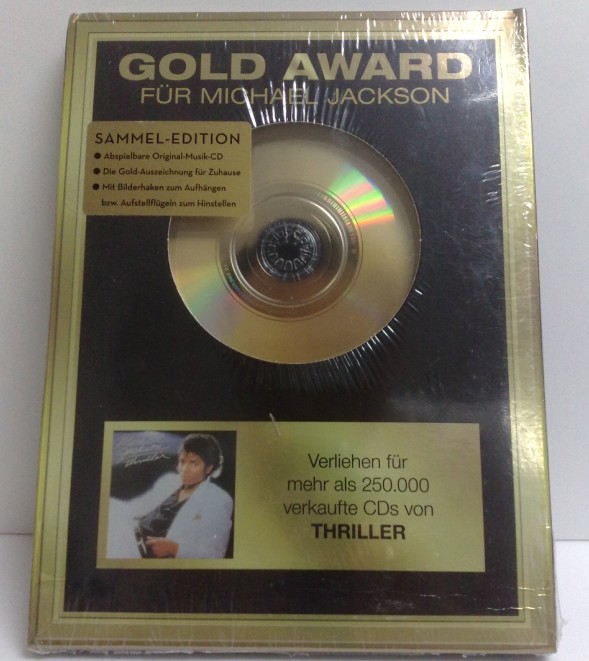 GOLD AWARD
FÜR MICHAEL JACKSON
SAMMEL-EDITION
● Abspielbare Original-Musik-CD
● Die Gold-Auszeichnung für Zuhause
● Mit Bilderhaken zum Aufhängen
bzw. Aufstellflügeln zum Hinstellen
Thriller
Verliehen für
mehr als 250.000
verkaufte CDs von
THRILLER